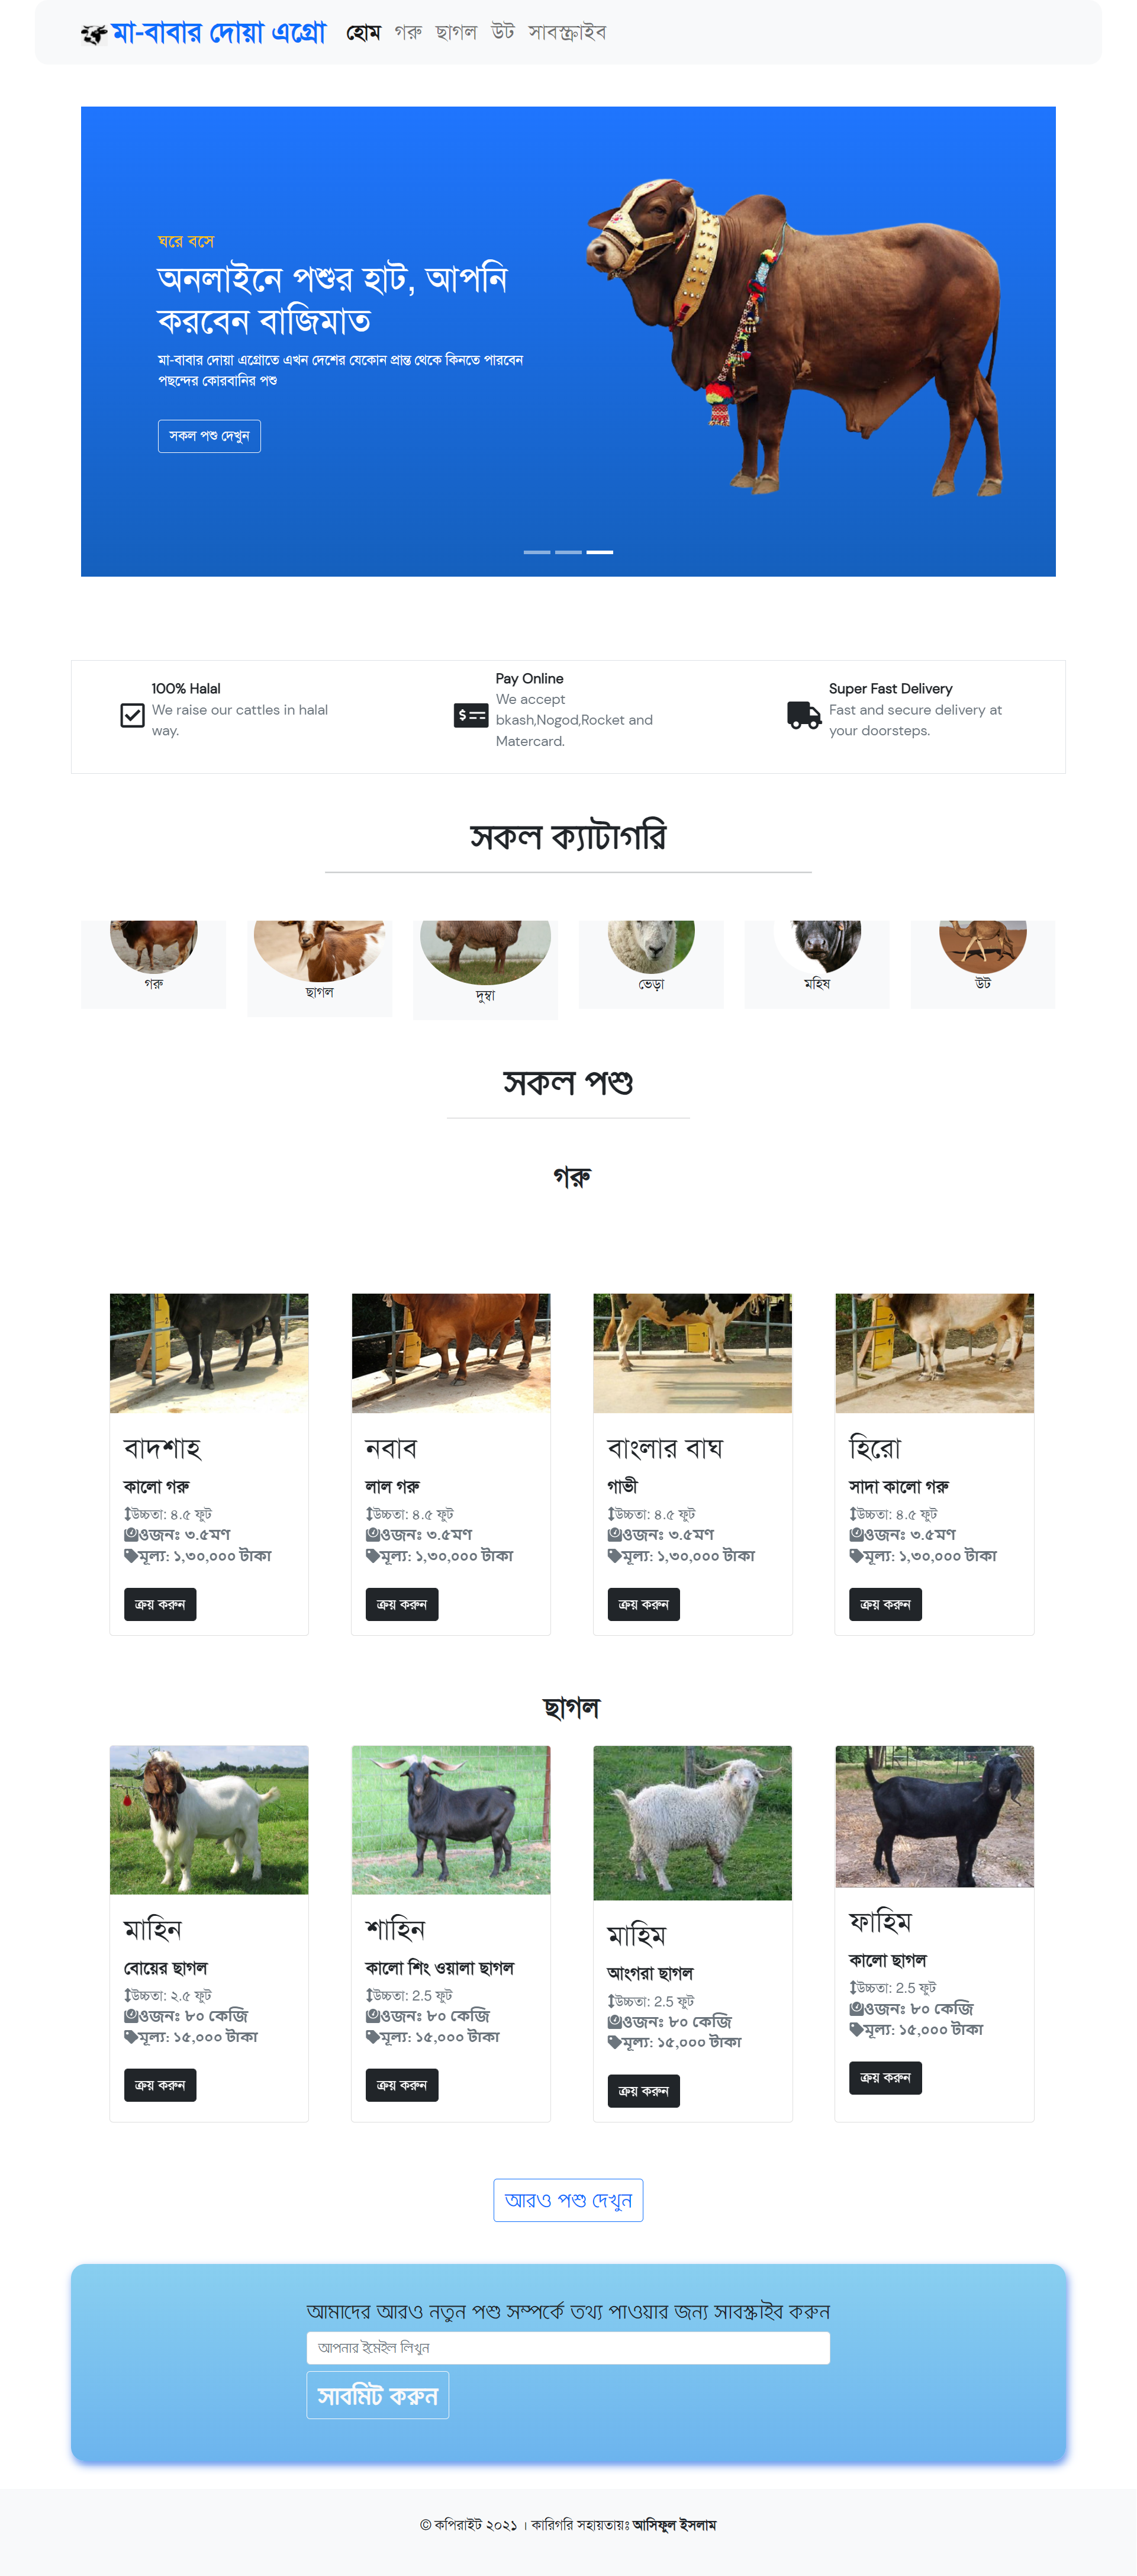 মা-বাবার দোয়া এগ্রো হোম গরু ছাগল উট সাবস্ক্রাইব
ঘরে বসে
অনলাইনে পশুর হাট, আপনি
করবেন বাজিমাত
মা-বাবার দোয়া এগ্রোতে এখন দেশের যেকোন প্রান্ত থেকে কিনতে পারবেন
পছন্দের কোরবানির পশু
সকল পশু দেখুন
100% Halal
We raise our cattles in halal
way.
Pay Online
We accept
bkash,Nogod,Rocket and
Matercard.
Super Fast Delivery
Fast and secure delivery at
your doorsteps.
সকল ক্যাটাগরি
গরু
ছাগল
দুম্বা
ভেড়া
মহিষ
উট
সকল পশু
গরু
বাদশাহ
কালো গরু
উচ্চতা: ৪.৫ ফুট
ওজনঃ ৩.৫মণ
মূল্য: ১,৩০,০০০ টাকা
ক্রয় করুন
নবাব
লাল গরু
উচ্চতা: ৪.৫ ফুট
ওজনঃ ৩.৫মণ
মূল্য: ১,৩০,০০০ টাকা
ক্রয় করুন
বাংলার বাঘ
গাভী
উচ্চতা: ৪.৫ ফুট
ওজনঃ ৩.৫মণ
মূল্য: ১,৩০,০০০ টাকা
ক্রয় করুন
হিরো
সাদা কালো গরু
উচ্চতা: ৪.৫ ফুট
ওজনঃ ৩.৫মণ
মূল্য: ১,৩০,০০০ টাকা
ক্রয় করুন
ছাগল
মাহিন
বোয়ের ছাগল
উচ্চতা: ২.৫ ফুট
ওজনঃ ৮০ কেজি
মূল্য: ১৫,০০০ টাকা
ক্রয় করুন
শাহিন
কালো শিং ওয়ালা ছাগল
উচ্চতা: 2.5 ফুট
ওজনঃ ৮০ কেজি
মূল্য: ১৫,০০০ টাকা
ক্রয় করুন
মাহিম
আংগরা ছাগল
উচ্চতা: 2.5 ফুট
ওজনঃ ৮০ কেজি
মূল্য: ১৫,০০০ টাকা
ক্রয় করুন
ফাহিম
কালো ছাগল
উচ্চতা: 2.5 ফুট
ওজনঃ ৮০ কেজি
মূল্য: ১৫,০০০ টাকা
ক্রয় করুন
আরও পশু দেখুন
আমাদের আরও নতুন পশু সম্পর্কে তথ্য পাওয়ার জন্য সাবস্ক্রাইব করুন
আপনার ইমেইল লিখুন
সাবমিট করুন
© কপিরাইট ২০২১ । কারিগরি সহায়তায়ঃ আসিফুল ইসলাম